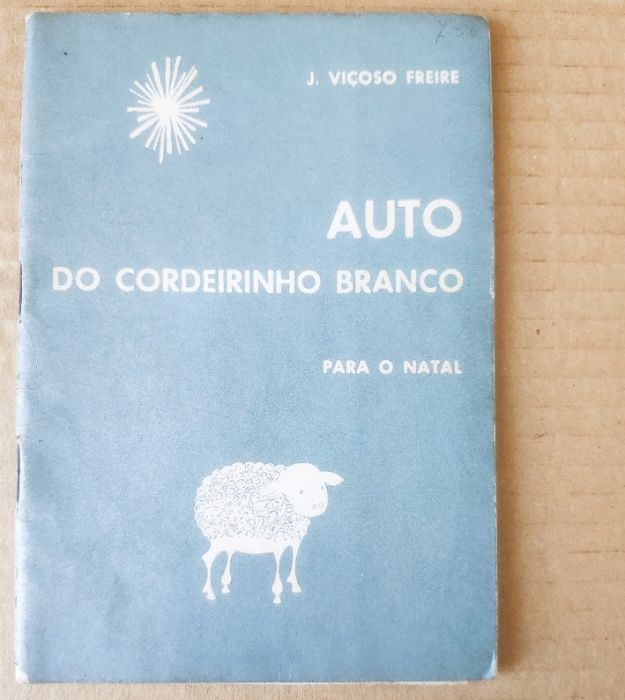 J. VIÇOSO FREIRE
AUTO
DO CORDEIRINHO BRANCO
PARA O NATAL